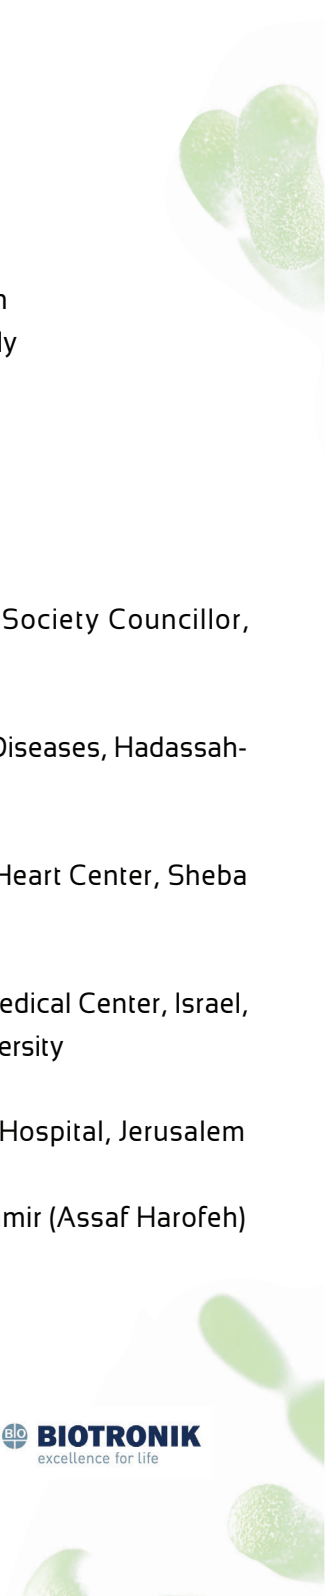 n
ly
Society Councillor,
Diseases, Hadassah-
Heart Center, Sheba
edical Center, Israel,
ersity
Hospital, Jerusalem
mir (Assaf Harofeh)
BIO BIOTRONIK
excellence for life